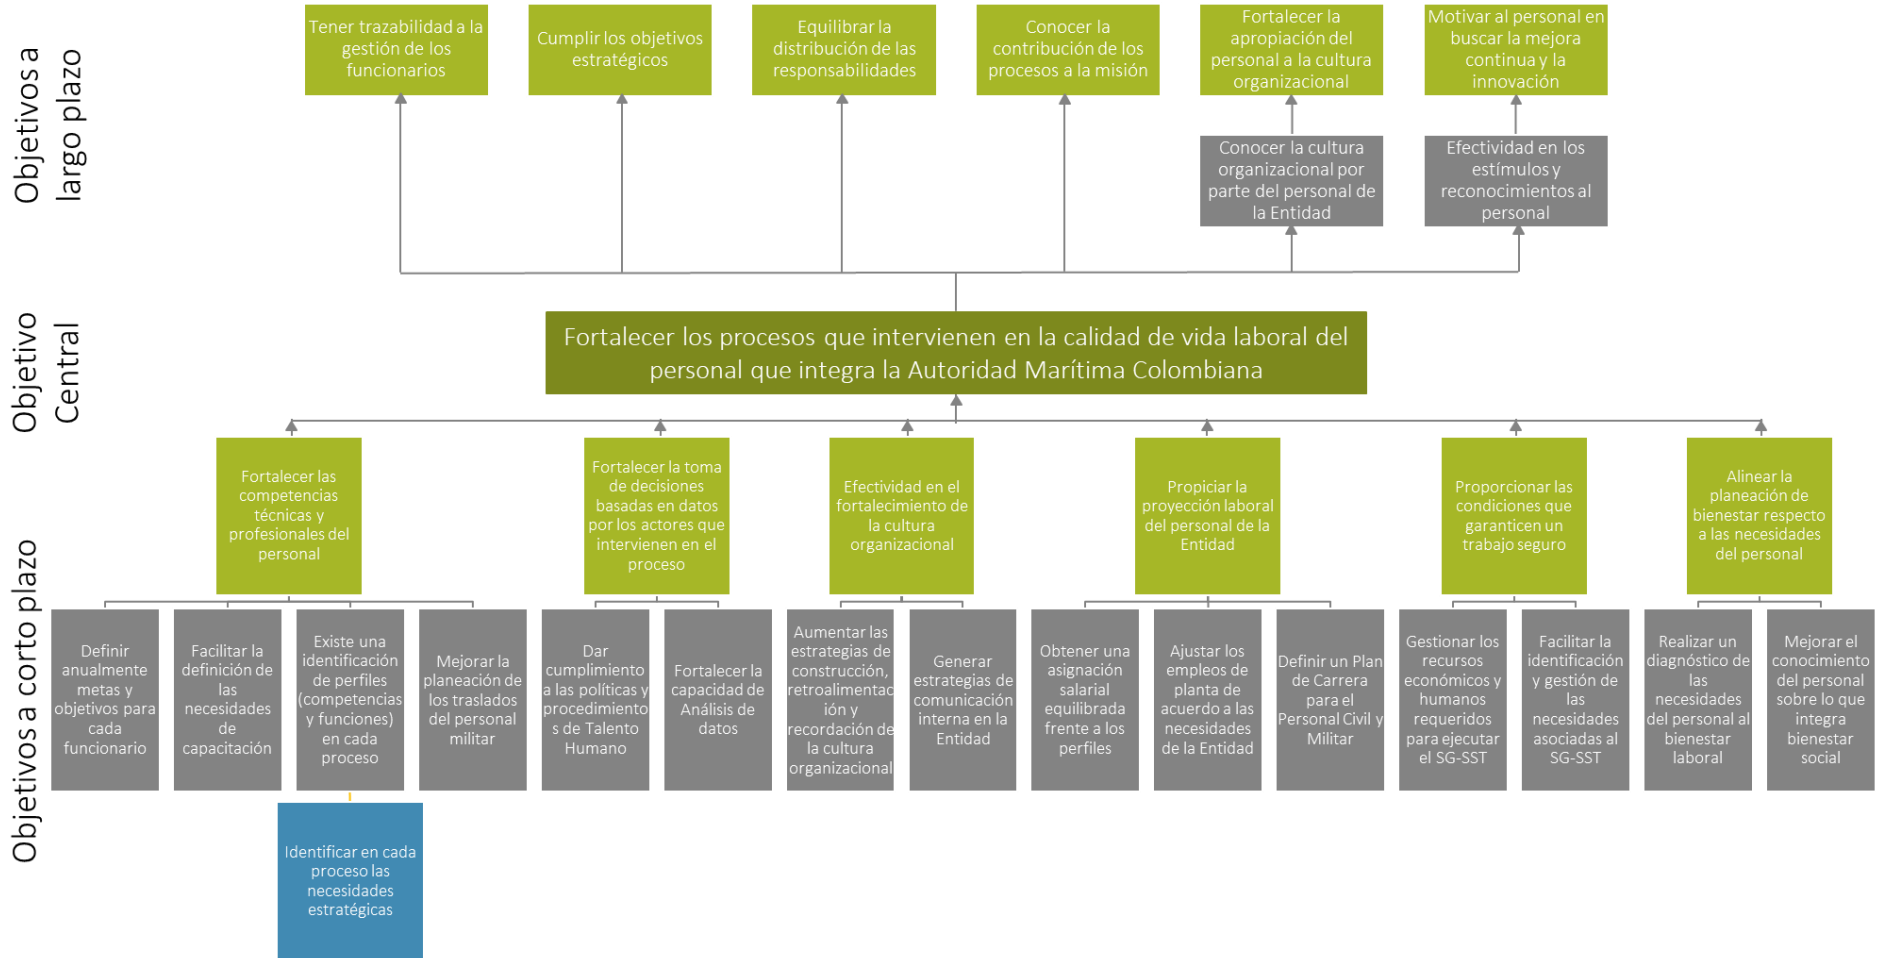 Objetivos a
largo plazo
Tener trazabilidad a la
gestión de los
funcionarios
Cumplir los objetivos
estratégicos
Equilibrar la
distribución de las
responsabilidades
Conocer la
contribución de los
procesos a la misión
Fortalecer la
apropiación del
personal a la cultura
organizacional
Motivar al personal en
buscar la mejora
continua y la
innovación
Conocer la cultura
organizacional por
parte del personal de
la Entidad
Efectividad en los
estímulos y
reconocimientos al
personal
Objetivo
Central
Fortalecer los procesos que intervienen en la calidad de vida laboral del
personal que integra la Autoridad Marítima Colombiana
Objetivos a corto plazo
Fortalecer las
competencias
técnicas y
profesionales del
personal
Fortalecer la toma
de decisiones
basadas en datos
por los actores que
intervienen en el
proceso
Efectividad en el
fortalecimiento de
la cultura
organizacional
Propiciar la
proyección laboral
del personal de la
Entidad
Proporcionar las
condiciones que
garanticen un
trabajo seguro
Alinear la
planeación de
bienestar respecto
a las necesidades
del personal
Definir
anualmente
metas y
objetivos para
cada
funcionario
Facilitar la
definición de
las
necesidades
de
capacitación
Existe una
identificación
de perfiles
(competencias
y funciones)
en cada
proceso
Mejorar la
planeación de
los traslados
del personal
militar
Dar
cumplimiento
a las políticas y
procedimiento
s de Talento
Humano
Fortalecer la
capacidad de
Análisis de
datos
Aumentar las
estrategias de
construcción,
retroalimentac
ión y
recordación de
la cultura
organizacional
Generar
estrategias de
comunicación
interna en la
Entidad
Obtener una
asignación
salarial
equilibrada
frente a los
perfiles
Ajustar los
empleos de
planta de
acuerdo a las
necesidades
de la Entidad
Definir un Plan
de Carrera
para el
Personal Civil y
Militar
Gestionar los
recursos
económicos y
humanos
requeridos
para ejecutar
el SG-SST
Facilitar la
identificación
y gestión de
las
necesidades
asociadas al
SG-SST
Realizar un
diagnóstico de
las
necesidades
del personal al
bienestar
laboral
Mejorar el
conocimiento
del personal
sobre lo que
integra
bienestar
social
Identificar en cada
proceso las
necesidades
estratégicas